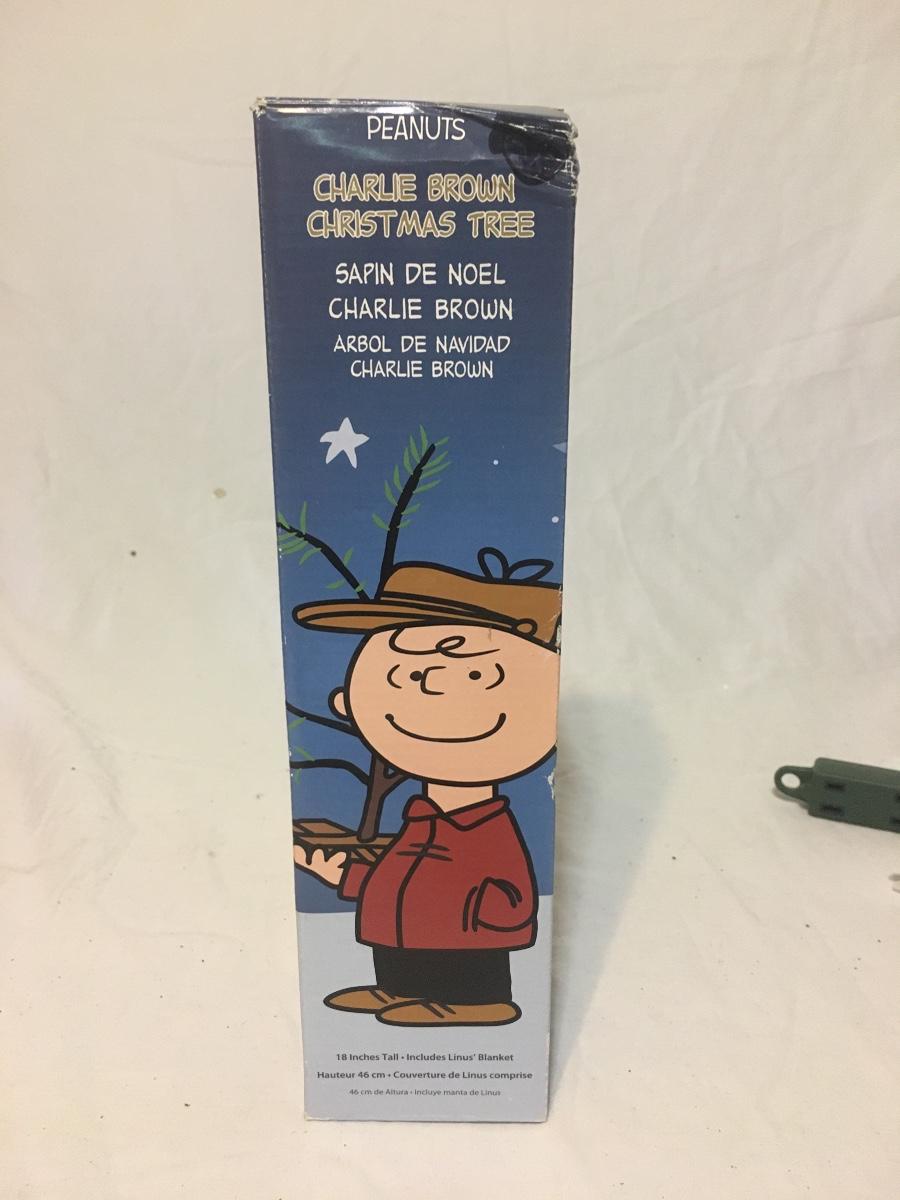 PEANUTS
CHARLIE BROWN
CHRISTMAS TREE
SAPIN DE NOEL
CHARLIE BROWN
ARBOL DE NAVIDAD
CHARLIE BROWN
18 Inches Tall • Includes Linus' Blanket
Hauteur 46 cm • Couverture de Linus comprise
46 cm de Altura • Incluye manta de Linus